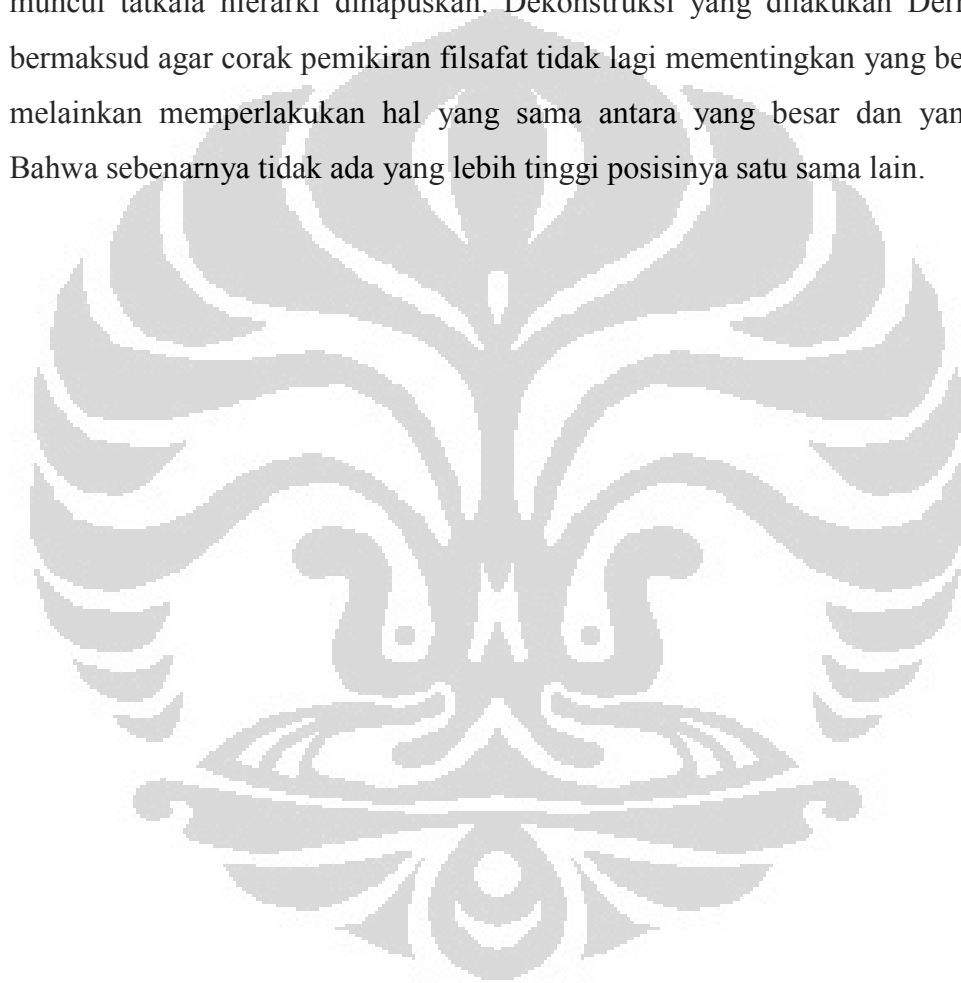 muncul tatkala hierarki dihapuskan. Dekonstruksi yang dilakukan
bermaksud agar corak pemikiran filsafat tidak lagi mementingkan yang
melainkan memperlakukan hal yang sama antara yang besar dan
Bahwa sebenarnya tidak ada yang lebih tinggi posisinya satu sama lain.